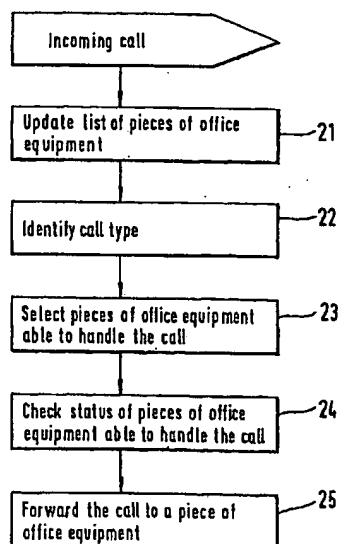 Incoming call
Update list of pieces of office
equipment
21
Identify call type
22
Select pieces of office equipment
able to handle the call
23
Check status of pieces of office
equipment able to handle the call
24
Forward the call to a piece of
office equipment
25